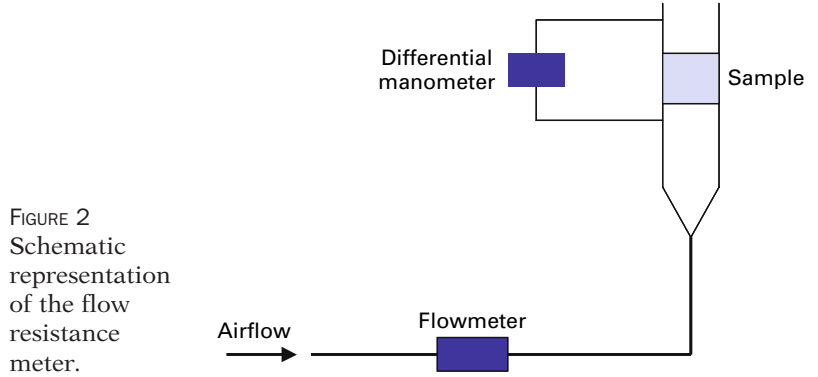 Differential
manometer
Sample
FIGURE 2
Schematic
representation
of the flow
resistance
meter.
Airflow
Flowmeter